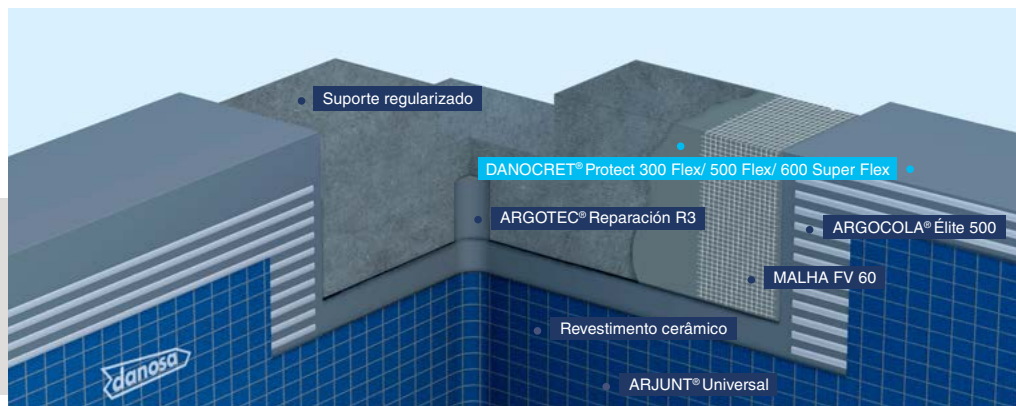 Suporte regularizado
DANOCRET® Protect 300 Flex/ 500 Flex/ 600 Super Flex
ARGOTEC® Reparación R3
ARGOCOLA® Élite 500
MALHA FV 60
Revestimento cerâmico
danosa
ARJUNT® Universal